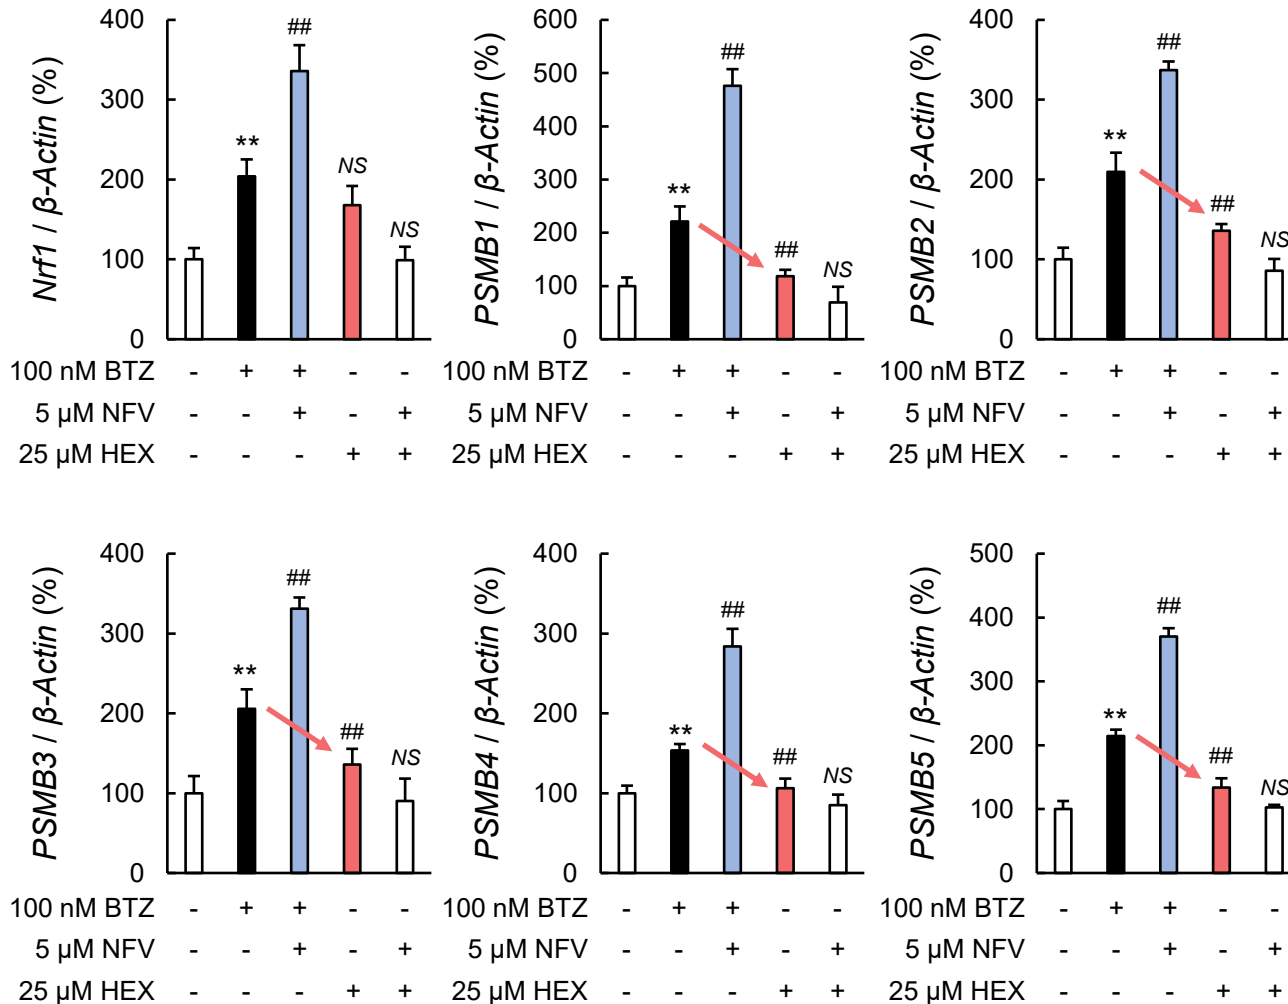 Nrf1 / β-Actin (%)
400
300
200
100
0
**
##
NS
NS
100 nM BTZ - + + - -
5 μM NFV - - + - +
25 μM HEX - - - + +
PSMB1 / β-Actin (%)
600
500
400
300
200
100
0
**
##
##
NS
100 nM BTZ - + + - -
5 μM NFV - - + - +
25 μM HEX - - - + +
PSMB2 / β-Actin (%)
400
300
200
100
0
**
##
##
NS
100 nM BTZ - + + - -
5 μM NFV - - + - +
25 μM HEX - - - + +
PSMB3 / β-Actin (%)
400
300
200
100
0
**
##
##
NS
100 nM BTZ - + + - -
5 μM NFV - - + - +
25 μM HEX - - - + +
PSMB4 / β-Actin (%)
400
300
200
100
0
**
##
##
NS
100 nM BTZ - + + - -
5 μM NFV - - + - +
25 μM HEX - - - + +
PSMB5 / β-Actin (%)
500
400
300
200
100
0
**
##
##
NS
100 nM BTZ - + + - -
5 μM NFV - - + - +
25 μM HEX - - - + +